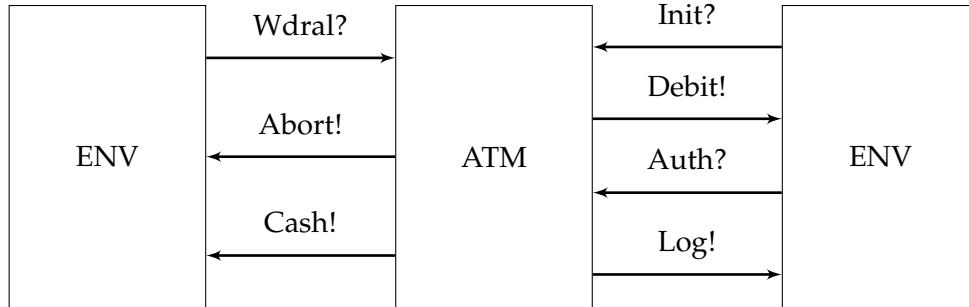 ENV
Wdral?
Abort!
Cash!
ATM
Init?
Debit!
Auth?
Log!
ENV